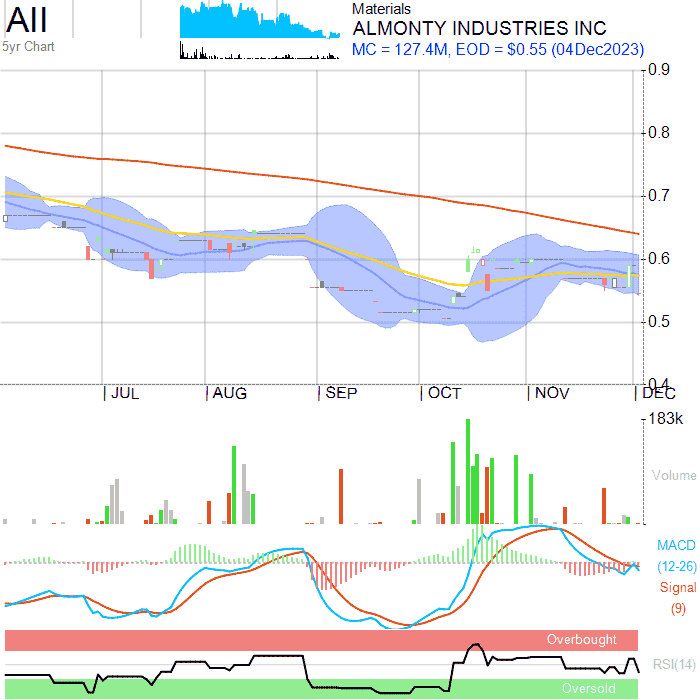 AII
5yr Chart
Materials
ALMONTY INDUSTRIES INC
MC = 127.4M, EOD = $0.55 (04Dec2023)
0.9
0.8
0.7
0.6
0.5
0.4
JUL AUG SEP OCT NOV DEC
183k
Volume
MACD
(12-26)
Signal
(9)
Overbought
RSI(14)
Oversold